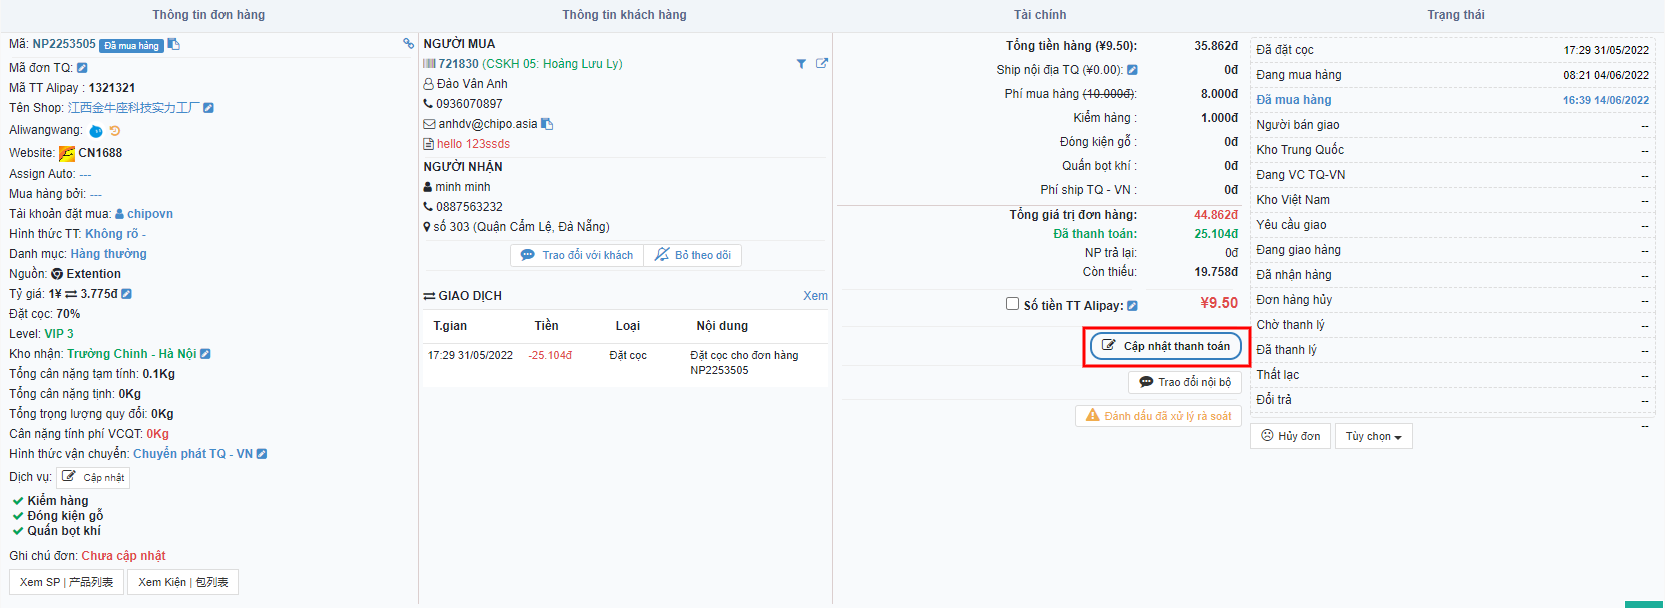 Thông tin đơn hàng
Thông tin khách hàng
Tài chính
Trạng thái
Mã: NP2253505 Đã mua hàng
Mã đơn TQ:
Mã TT Alipay : 1321321
Tên Shop: 江西金牛座科技实力工厂
Aliwangwang:
Website: CN1688
Assign Auto: ---
Mua hàng bởi: ---
Tài khoản đặt mua: chipovn
Hình thức TT: Không rõ -
Danh mục: Hàng thường
Nguồn: Extention
Tỷ giá: 1¥ ⇄ 3.775đ
Đặt cọc: 70%
Level: VIP 3
Kho nhận: Trường Chinh - Hà Nội
Tổng cân nặng tạm tính: 0.1Kg
Tổng cân nặng tịnh: 0Kg
Tổng trọng lượng quy đổi: 0Kg
Cân nặng tính phí VCQT: 0Kg
Hình thức vận chuyển: Chuyển phát TQ - VN
Dịch vụ: Cập nhật
Kiểm hàng
Đóng kiện gỗ
Quấn bọt khí
Ghi chú đơn: Chưa cập nhật
Xem SP | 产品列表 Xem Kiện | 包列表
NGƯỜI MUA
721830 (CSKH 05: Hoàng Lưu Ly)
Đào Vân Anh
0936070897
anhdv@chipo.asia
hello 123ssds
NGƯỜI NHẬN
minh minh
0887563232
số 303 (Quận Cẩm Lệ, Đà Nẵng)
Trao đổi với khách Bỏ theo dõi
GIAO DỊCH Xem
T.gian Tiền Loại Nội dung
17:29 31/05/2022 -25.104đ Đặt cọc Đặt cọc cho đơn hàng
NP2253505
Tổng tiền hàng (¥9.50): 35.862đ
Ship nội địa TQ (¥0.00): 0đ
Phí mua hàng (10.000đ): 8.000đ
Kiểm hàng : 1.000đ
Đóng kiện gỗ : 0đ
Quấn bọt khí : 0đ
Phí ship TQ - VN : 0đ
Tổng giá trị đơn hàng: 44.862đ
Đã thanh toán: 25.104đ
NP trả lại: 0đ
Còn thiếu: 19.758đ
Số tiền TT Alipay: ¥9.50
Cập nhật thanh toán
Trao đổi nội bộ
Đánh dấu đã xử lý rà soát
Đã đặt cọc 17:29 31/05/2022
Đang mua hàng 08:21 04/06/2022
Đã mua hàng 16:39 14/06/2022
Người bán giao --
Kho Trung Quốc --
Đang VC TQ-VN --
Kho Việt Nam --
Yêu cầu giao --
Đang giao hàng --
Đã nhận hàng --
Đơn hàng hủy --
Chờ thanh lý --
Đã thanh lý --
Thất lạc --
Đổi trả --
--
Hủy đơn Tùy chọn